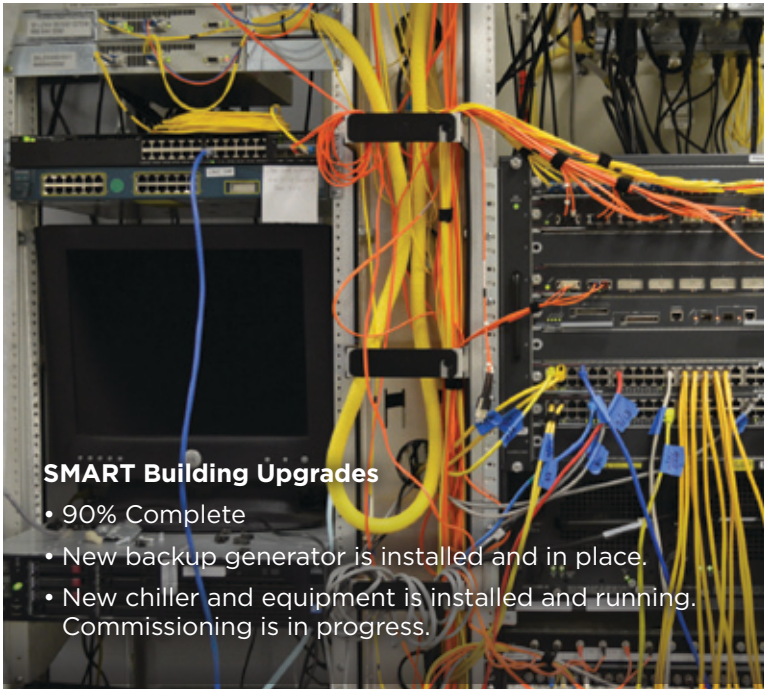 SMART Building Upgrades
• 90% Complete
• New backup generator is installed and in place.
• New chiller and equipment is installed and running.
Commissioning is in progress.